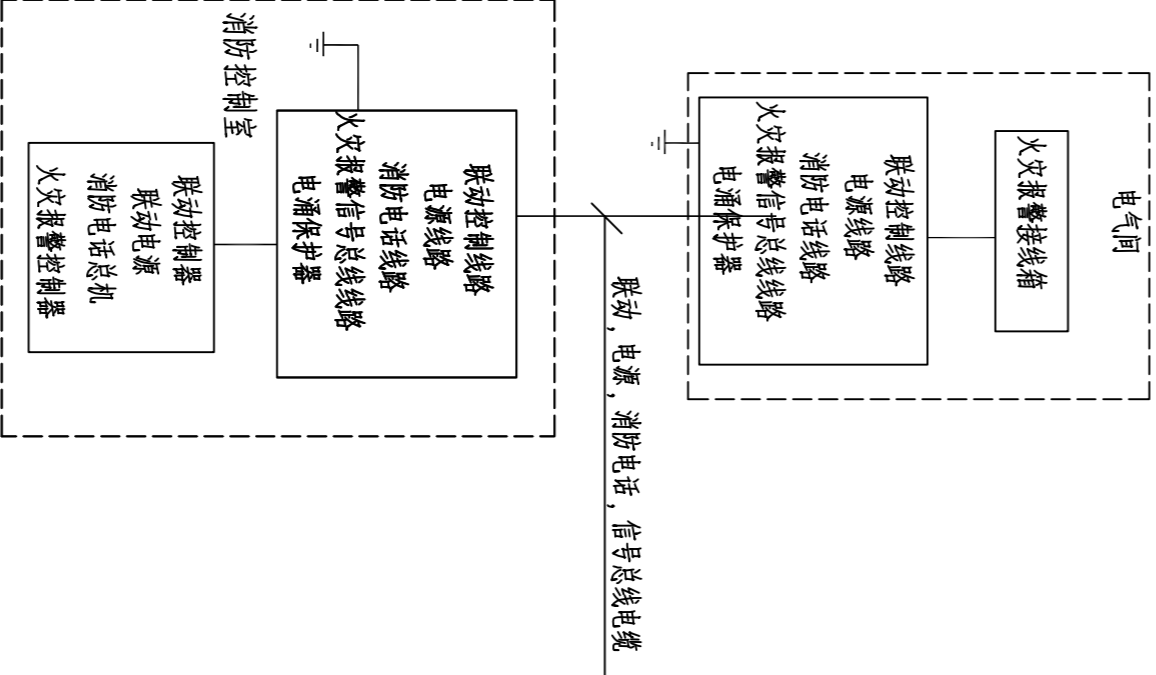 电气间
火灾报警接线箱
联动控制线路
电源线路
消防电话线路
火灾报警信号总线线路
电涌保护器
联动，电源，消防电话，信号总线电缆
联动控制线路
电源线路
消防电话线路
火灾报警信号总线线路
电涌保护器
消防控制室
联动控制器
联动电源
消防电话总机
火灾报警控制器